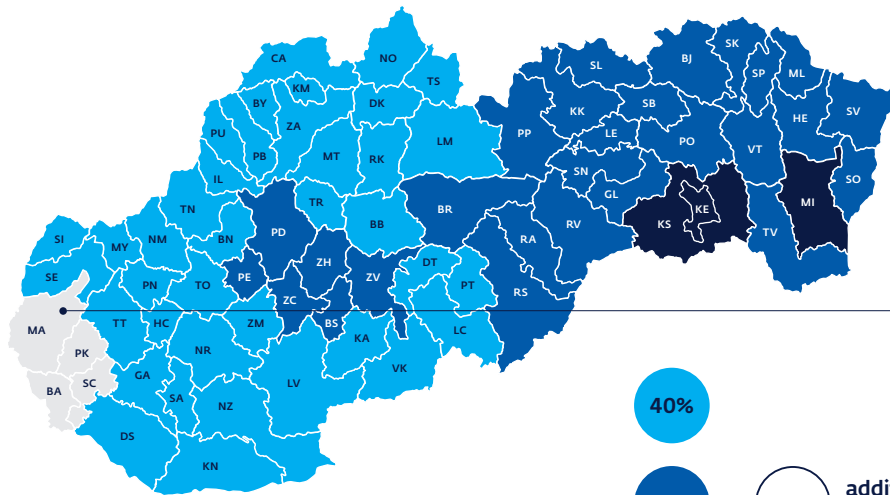 CA
NO
KM
TS
BY
DK
PU
ZA
PB
MT
RK
LM
IL
TN
TR
BB
BN
SI
MY
NM
PD
SE
PN
TO
PE
ZH
ZV
ZC
BS
DT
PT
MA
TT
HC
ZM
KA
LC
PK
NR
VK
BA
SC
GA
SA
NZ
LV
DS
KN
SL
BJ
SK
SP
ML
PP
KK
SB
LE
PO
HE
SV
VT
SN
GL
SO
BR
RA
RV
KS
KE
MI
TV
RS
40%
addi